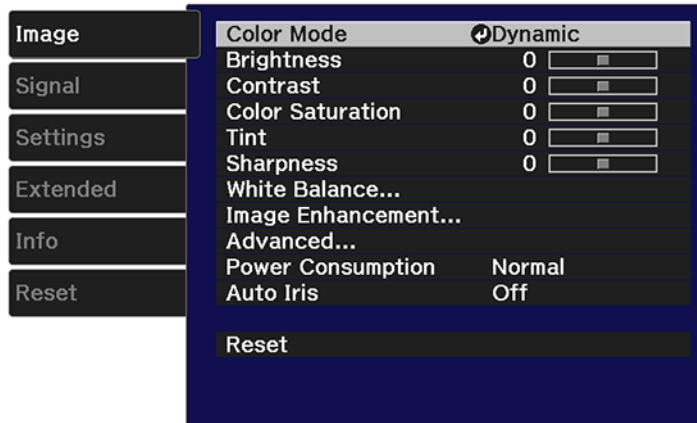 Image
Signal
Settings
Extended
Info
Reset
Color Mode Dynamic
Brightness 0
Contrast 0
Color Saturation 0
Tint 0
Sharpness 0
White Balance...
Image Enhancement...
Advanced...
Power Consumption Normal
Auto Iris Off
Reset